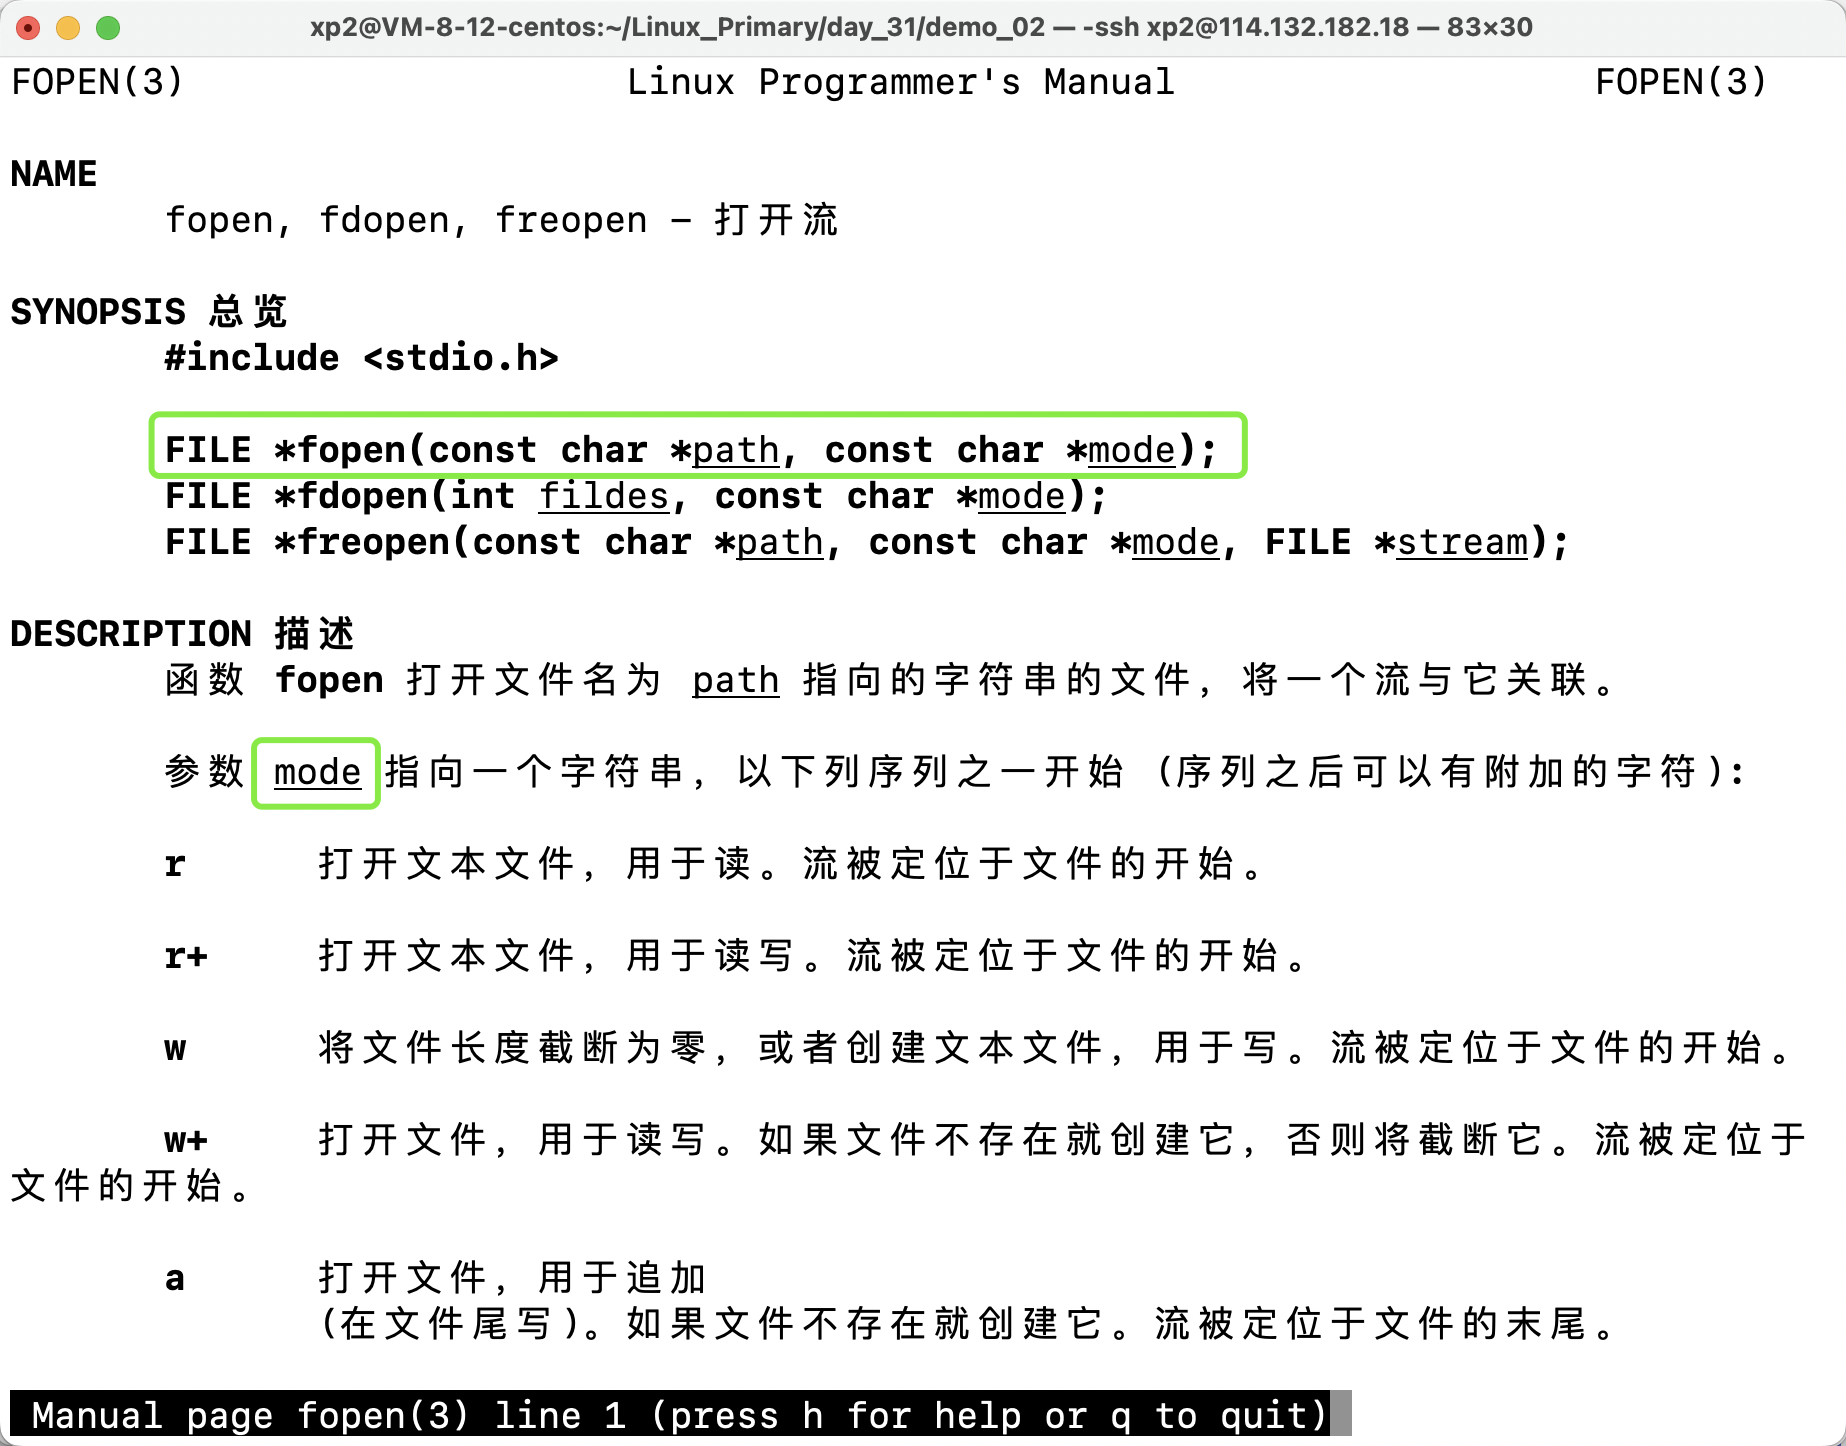 xp2@VM-8-12-centos:~/Linux_Primary/day_31/demo_02 — -ssh xp2@114.132.182.18 — 83×30
FOPEN(3) Linux Programmer's Manual FOPEN(3)
NAME
fopen, fdopen, freopen - 打开流
SYNOPSIS 总览
#include <stdio.h>
FILE *fopen(const char *path, const char *mode);
FILE *fdopen(int fildes, const char *mode);
FILE *freopen(const char *path, const char *mode, FILE *stream);
DESCRIPTION 描述
函数 fopen 打开文件名为 path 指向的字符串的文件，将一个流与它关联。
参数 mode 指向一个字符串，以下列序列之一开始 (序列之后可以有附加的字符):
r 打开文本文件，用于读。流被定位于文件的开始。
r+ 打开文本文件，用于读写。流被定位于文件的开始。
w 将文件长度截断为零，或者创建文本文件，用于写。流被定位于文件的开始。
w+ 打开文件，用于读写。如果文件不存在就创建它，否则将截断它。流被定位于
文件的开始。
a 打开文件，用于追加
(在文件尾写)。如果文件不存在就创建它。流被定位于文件的末尾。
Manual page fopen(3) line 1 (press h for help or q to quit)